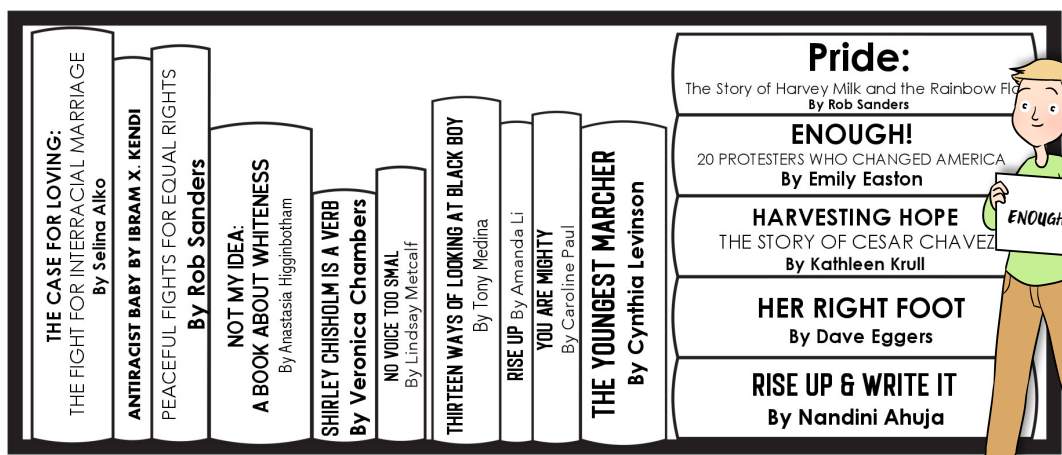 THE CASE FOR LOVING:
THE FIGHT FOR INTERRACIAL MARRIAGE
By Selina Alko
ANTIRACIST BABY BY IBRAM X. KENDI
PEACEFUL FIGHTS FOR EQUAL RIGHTS
By Rob Sanders
NOT MY IDEA:
A BOOK ABOUT WHITENESS
By Anastasia Higginbotham
SHIRLEY CHISHOLM IS A VERB
By Veronica Chambers
NO VOICE TOO SMAL
By Lindsay Metcalf
THIRTEEN WAYS OF LOOKING AT BLACK BOY
By Tony Medina
RISE UP By Amanda Li
YOU ARE MIGHTY
By Caroline Paul
THE YOUNGEST MARCHER
By Cynthia Levinson
Pride:
The Story of Harvey Milk and the Rainbow Fl
By Rob Sanders
ENOUGH!
20 PROTESTERS WHO CHANGED AMERICA
By Emily Easton
HARVESTING HOPE
THE STORY OF CESAR CHAVEZ
By Kathleen Krull
HER RIGHT FOOT
By Dave Eggers
RISE UP & WRITE IT
By Nandini Ahuja
ENOUGH